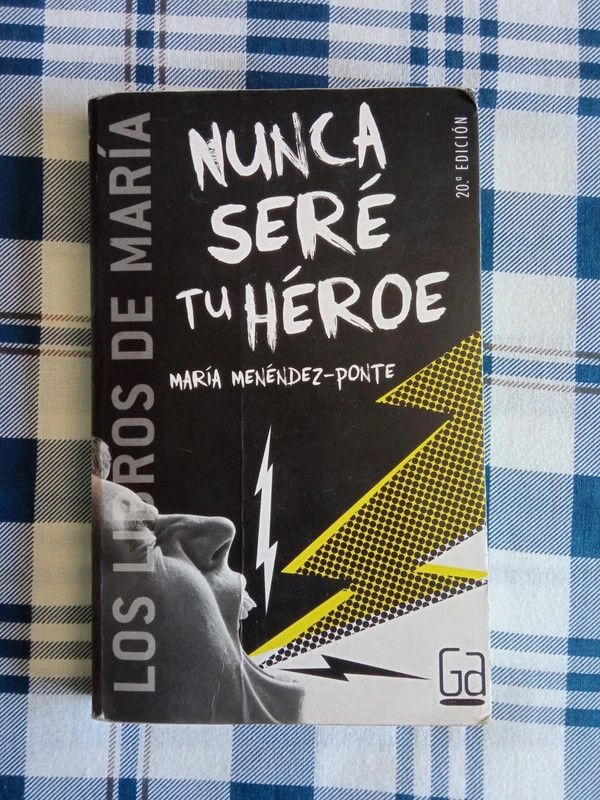 NUNCA
SERÉ
TU HÉROE
MARÍA MENÉNDEZ-PONTE
20.ª EDICIÓN
LOS LIBROS DE MARÍA
Ga